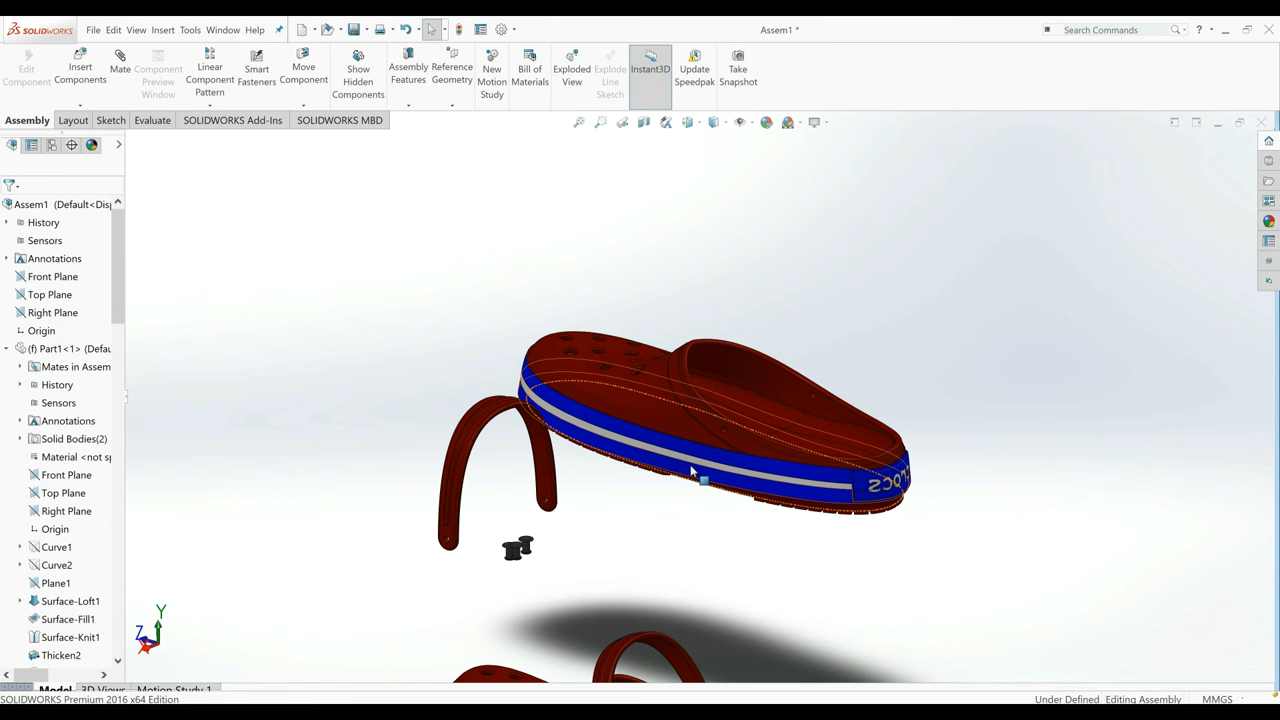 SOLIDWORKS File Edit View Insert Tools Window Help
Assem1 *
Search Commands
Edit Component
Insert Components
Mate
Component Preview Window
Linear Component Pattern
Smart Fasteners
Move Component
Show Hidden Components
Assembly Features
Reference Geometry
New Motion Study
Bill of Materials
Exploded View
Explode Line Sketch
Instant3D
Update Speedpak
Take Snapshot
Assembly Layout Sketch Evaluate SOLIDWORKS Add-Ins SOLIDWORKS MBD
Assem1 (Default<Disp
History
Sensors
Annotations
Front Plane
Top Plane
Right Plane
Origin
(f) Part1<1> (Defau
Mates in Assem
History
Sensors
Annotations
Solid Bodies(2)
Material <not sp
Front Plane
Top Plane
Right Plane
Origin
Curve1
Curve2
Plane1
Surface-Loft1
Surface-Fill1
Surface-Knit1
Thicken2
Y
Z
Model 3D Views Motion Study 1
SOLIDWORKS Premium 2016 x64 Edition
Under Defined Editing Assembly MMGS